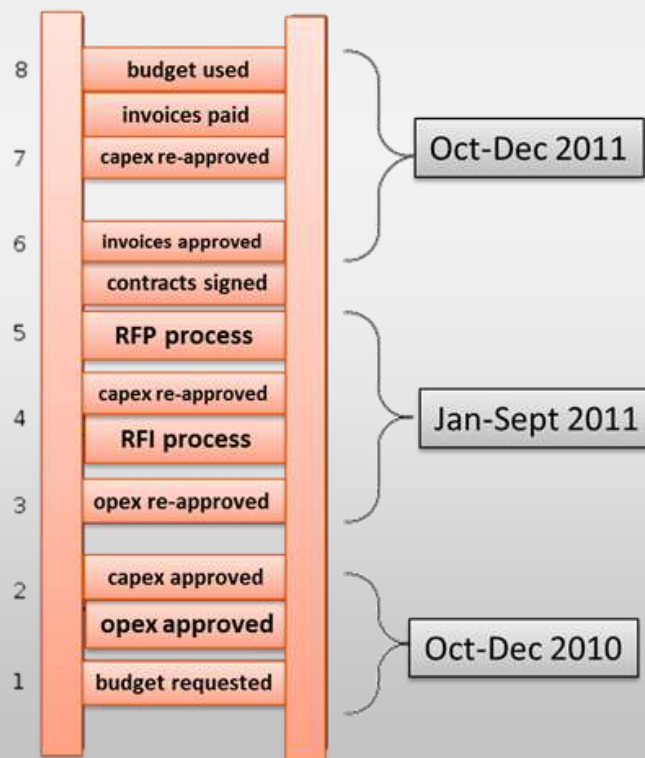 8
budget used
invoices paid
Oct-Dec 2011
7
capex re-approved
6
invoices approved
contracts signed
5
RFP process
capex re-approved
4
Jan-Sept 2011
RFI process
3
opex re-approved
capex approved
2
opex approved
Oct-Dec 2010
1
budget requested